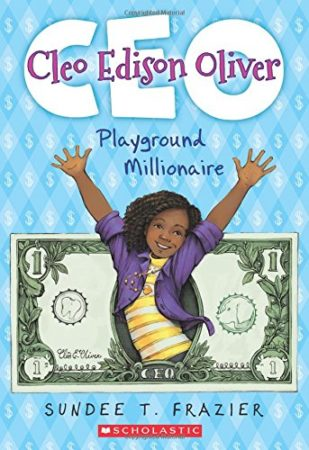 CEO
Cleo Edison Oliver
Playground
Millionaire
1
1
Cleo E. Oliver
1
CEO
1
SUNDEE T. FRAZIER
SCHOLASTIC